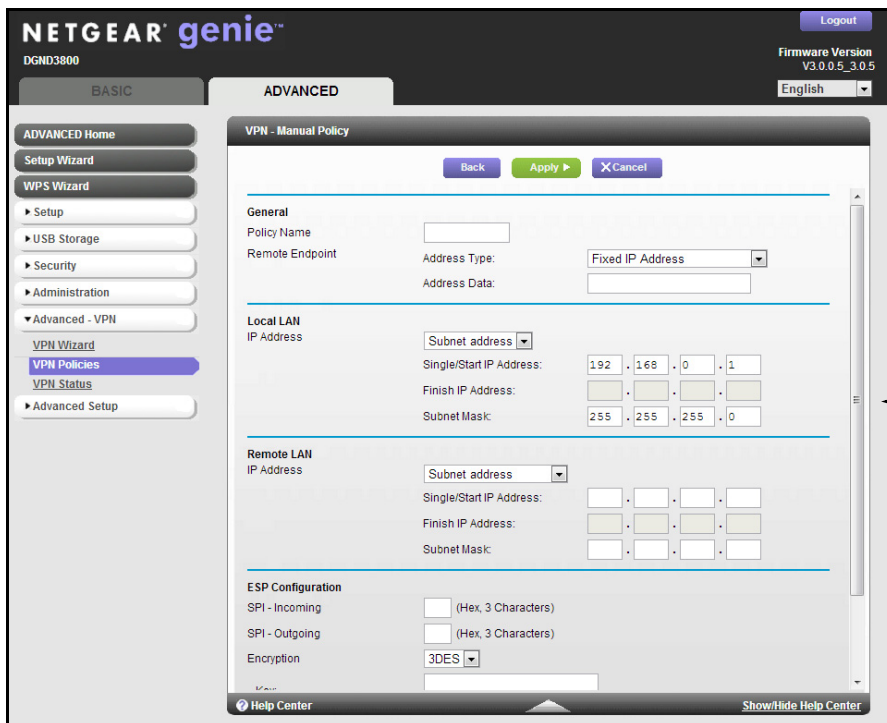 NETGEAR® genie™
Logout
DGND3800
Firmware Version
V3.0.0.5_3.0.5
BASIC
ADVANCED
English
ADVANCED Home
Setup Wizard
WPS Wizard
Setup
USB Storage
Security
Administration
Advanced - VPN
VPN Wizard
VPN Policies
VPN Status
Advanced Setup
VPN - Manual Policy
Back
Apply
X Cancel
General
Policy Name
Remote Endpoint
Address Type:
Fixed IP Address
Address Data:
Local LAN
IP Address
Subnet address
Single/Start IP Address: 192 . 168 . 0 . 1
Finish IP Address: . . .
Subnet Mask: 255 . 255 . 255 . 0
Remote LAN
IP Address
Subnet address
Single/Start IP Address: . . .
Finish IP Address: . . .
Subnet Mask: . . .
ESP Configuration
SPI - Incoming (Hex, 3 Characters)
SPI - Outgoing (Hex, 3 Characters)
Encryption 3DES
Help Center
Show/Hide Help Center